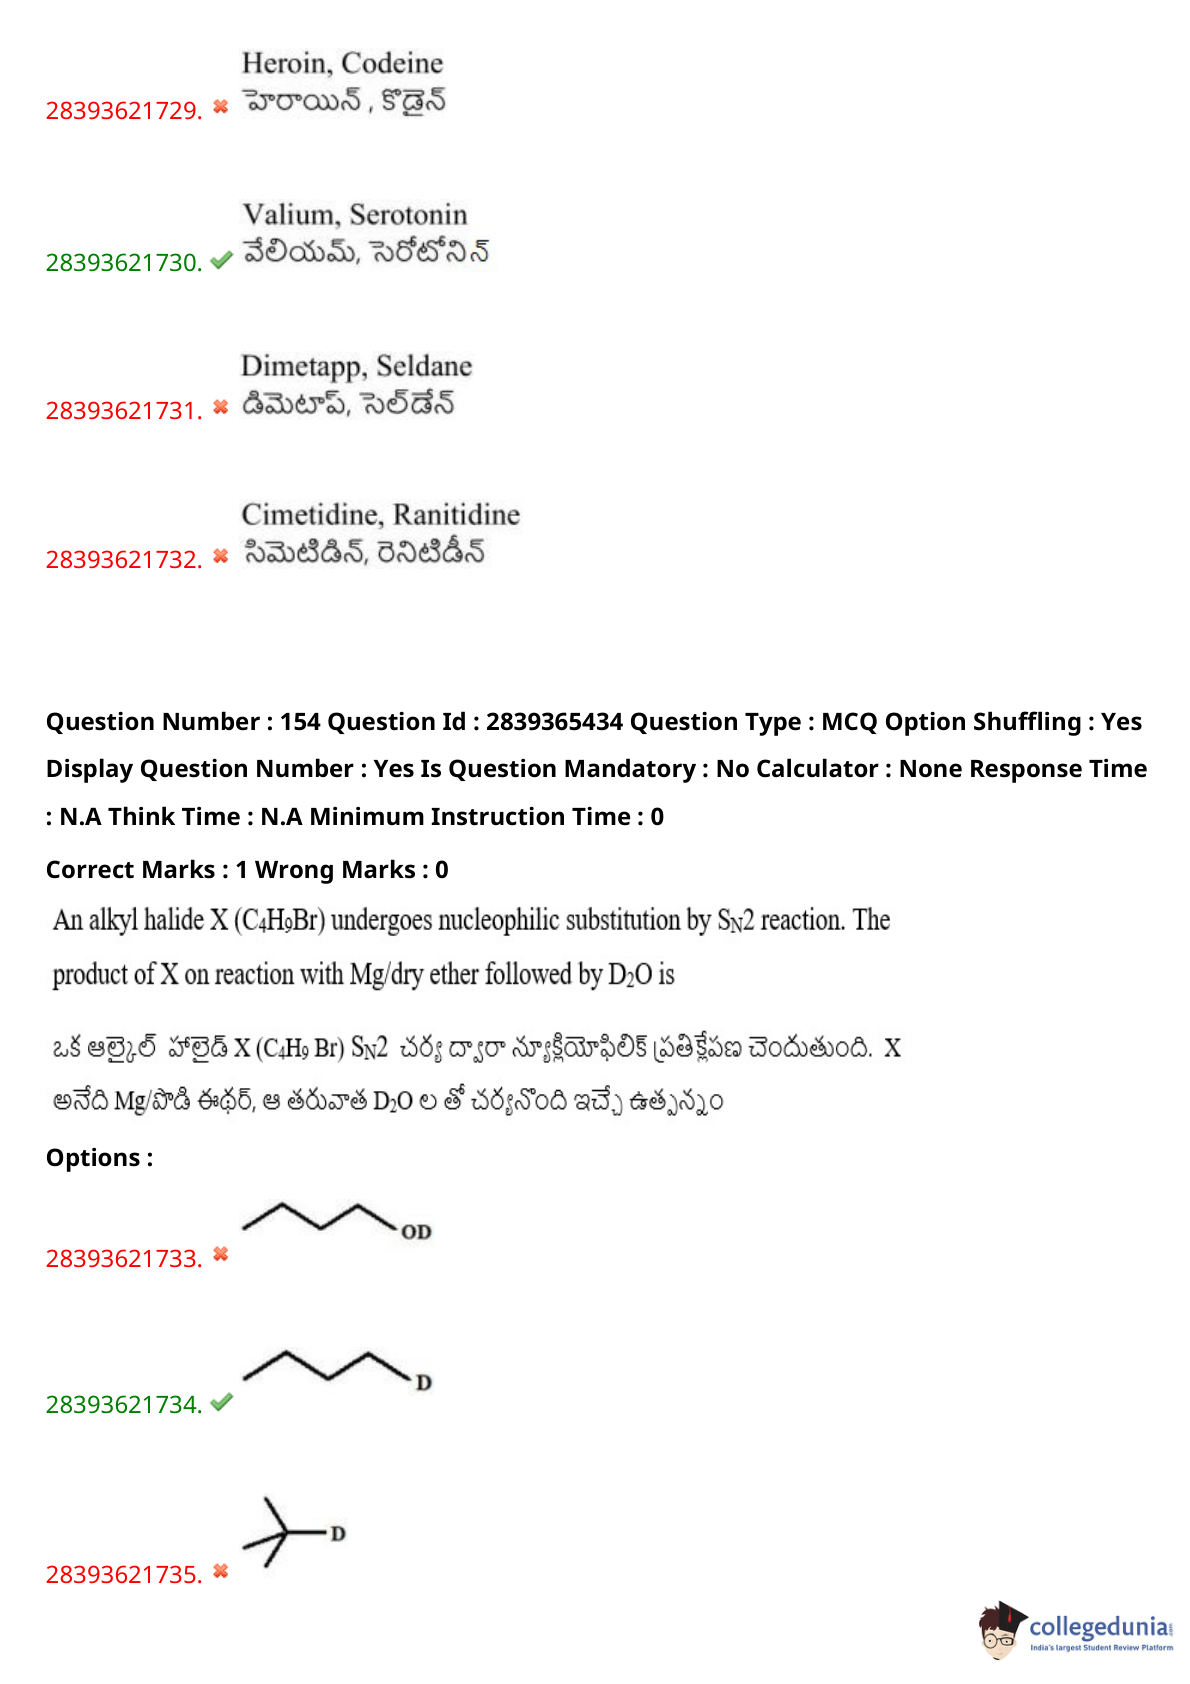 Heroin, Codeine
28393621729. హెరాయిన్ , కొడైన్
Valium, Serotonin
28393621730. వేలియమ్, సెరోటోనిన్
Dimetapp, Seldane
28393621731. డిమెటాప్, సెల్‌డేన్
Cimetidine, Ranitidine
28393621732. సిమెటిడిన్, రెనిటిడీన్
Question Number : 154 Question Id : 2839365434 Question Type : MCQ Option Shuffling : Yes
Display Question Number : Yes Is Question Mandatory : No Calculator : None Response Time
: N.A Think Time : N.A Minimum Instruction Time : 0
Correct Marks : 1 Wrong Marks : 0
An alkyl halide X (C₄H₉Br) undergoes nucleophilic substitution by S_N2 reaction. The
product of X on reaction with Mg/dry ether followed by D₂O is
ఒక ఆల్కైల్ హాలైడ్ X (C₄H₉ Br) S_N2 చర్య ద్వారా న్యూక్లియోఫిలిక్ ప్రతిక్షేపణ చెందుతుంది. X
అనేది Mg/పొడి ఈథర్, ఆ తరువాత D₂O ల తో చర్యనొంది ఇచ్చే ఉత్పన్నం
Options :
OD
28393621733.
D
28393621734.
D
28393621735.
collegedunia.com
India's largest Student Review Platform